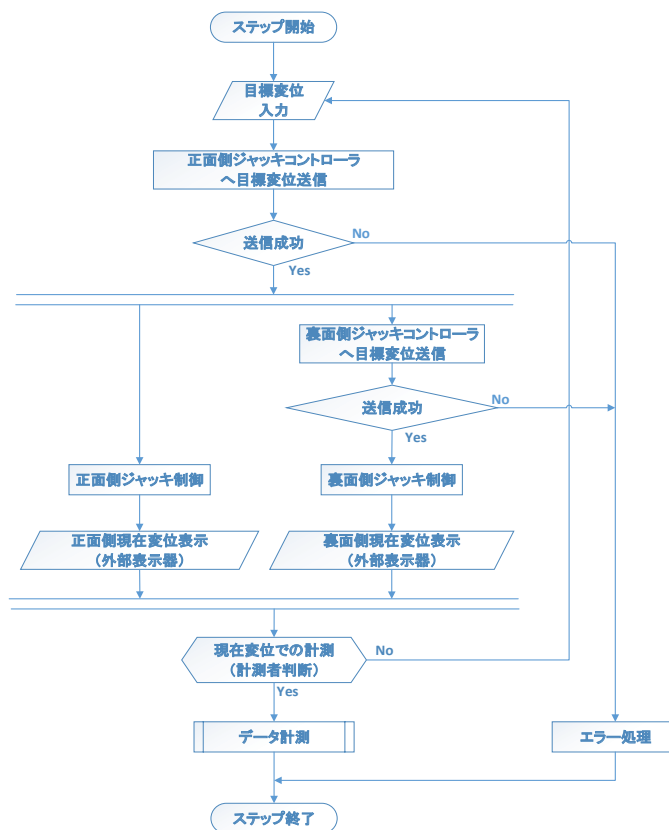 ステップ開始
目標変位
入力
正面側ジャッキコントローラ
へ目標変位送信
送信成功
No
Yes
裏面側ジャッキコントローラ
へ目標変位送信
送信成功
No
Yes
正面側ジャッキ制御
裏面側ジャッキ制御
正面側現在変位表示
（外部表示器）
裏面側現在変位表示
（外部表示器）
現在変位での計測
（計測者判断）
No
Yes
データ計測
エラー処理
ステップ終了